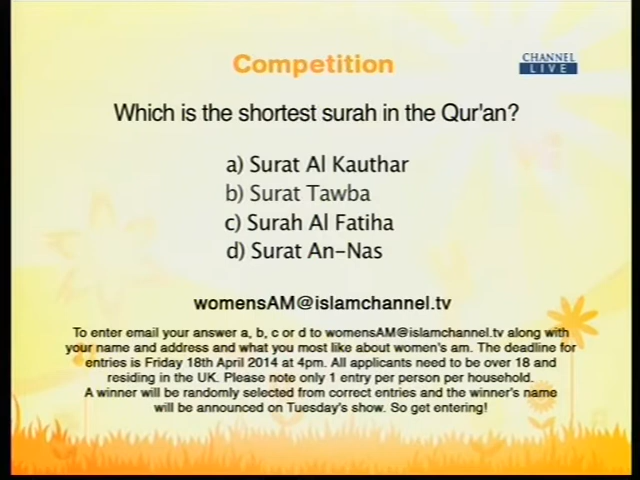 Competition
CHANNEL
LIVE
Which is the shortest surah in the Qur'an?
a) Surat Al Kauthar
b) Surat Tawba
c) Surah Al Fatiha
d) Surat An-Nas
womensAM@islamchannel.tv
To enter email your answer a, b, c or d to womensAM@islamchannel.tv along with
your name and address and what you most like about women's am. The deadline for
entries is Friday 18th April 2014 at 4pm. All applicants need to be over 18 and
residing in the UK. Please note only 1 entry per person per household.
A winner will be randomly selected from correct entries and the winner's name
will be announced on Tuesday's show. So get entering!